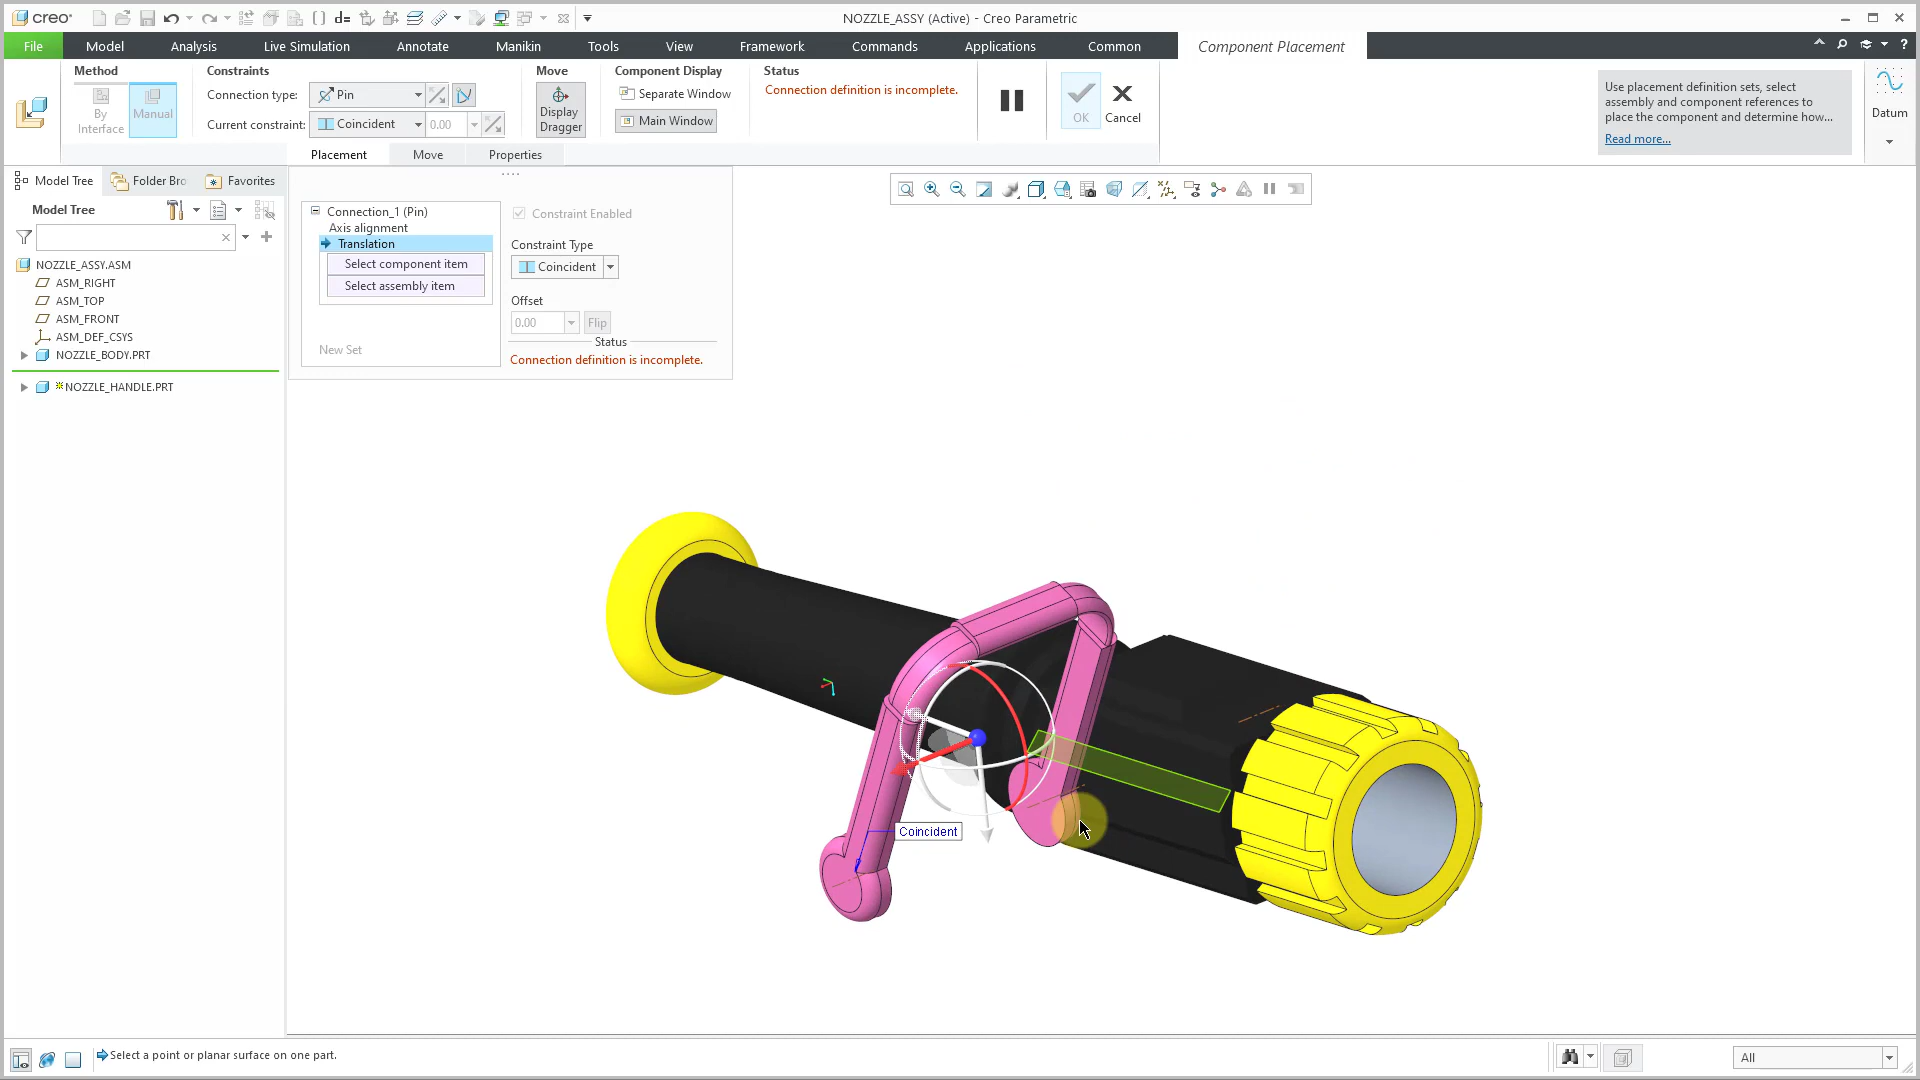 creo
d=
NOZZLE_ASSY (Active) - Creo Parametric
File
Model
Analysis
Live Simulation
Annotate
Manikin
Tools
View
Framework
Commands
Applications
Common
Component Placement
?
Method
By
Interface
Manual
Constraints
Connection type:
Pin
Current constraint:
Coincident
0.00
Move
Display
Dragger
Component Display
Separate Window
Main Window
Status
Connection definition is incomplete.
OK
Cancel
Use placement definition sets, select
assembly and component references to
place the component and determine how...
Read more...
Datum
Placement
Move
Properties
Model Tree
Folder Bro
Favorites
Model Tree
NOZZLE_ASSY.ASM
ASM_RIGHT
ASM_TOP
ASM_FRONT
ASM_DEF_CSYS
NOZZLE_BODY.PRT
NOZZLE_HANDLE.PRT
Connection_1 (Pin)
Axis alignment
Translation
Select component item
Select assembly item
New Set
Constraint Enabled
Constraint Type
Coincident
Offset
0.00
Flip
Status
Connection definition is incomplete.
Coincident
Select a point or planar surface on one part.
All